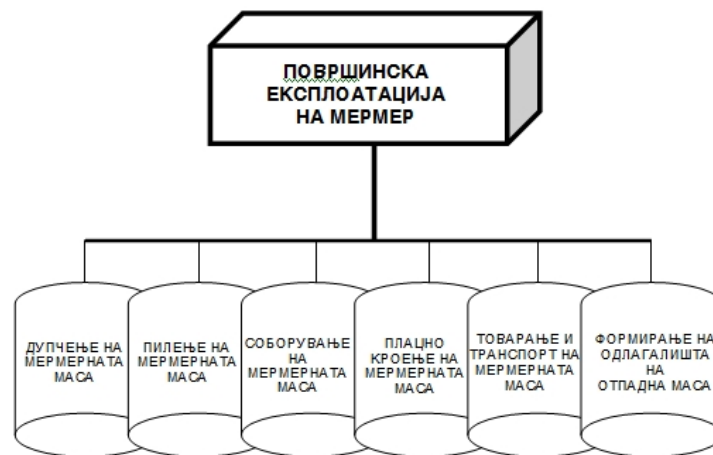 ПОВРШИНСКА
ЕКСПЛОАТАЦИЈА
НА МЕРМЕР
ДУПЧЕЊЕ НА
МЕРМЕРНАТА
МАСА
ПИЛЕЊЕ НА
МЕРМЕРНАТА
МАСА
СОБОРУВАЊЕ
НА
МЕРМЕРНАТА
МАСА
ПЛАЦНО
КРОЕЊЕ НА
МЕРМЕРНАТА
МАСА
ТОВАРАЊЕ И
ТРАНСПОРТ НА
МЕРМЕРНАТА
МАСА
ФОРМИРАЊЕ НА
ОДЛАГАЛИШТА
НА
ОТПАДНА МАСА